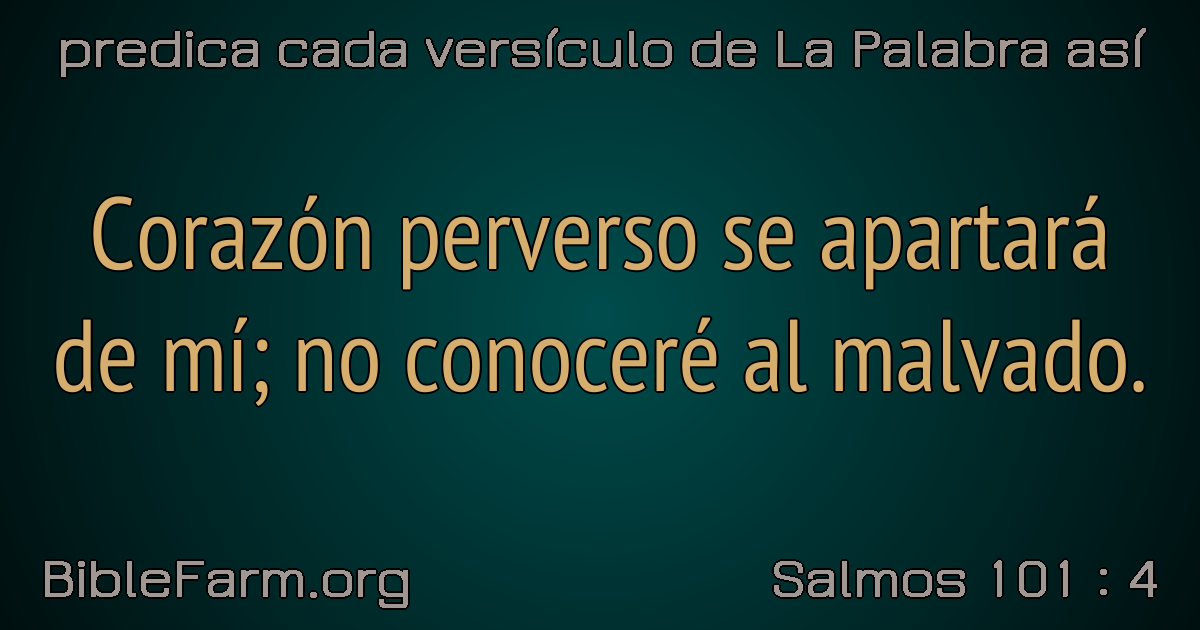 predica cada versículo de La Palabra así
Corazón perverso se apartará
de mí; no conoceré al malvado.
BibleFarm.org
Salmos 101 : 4